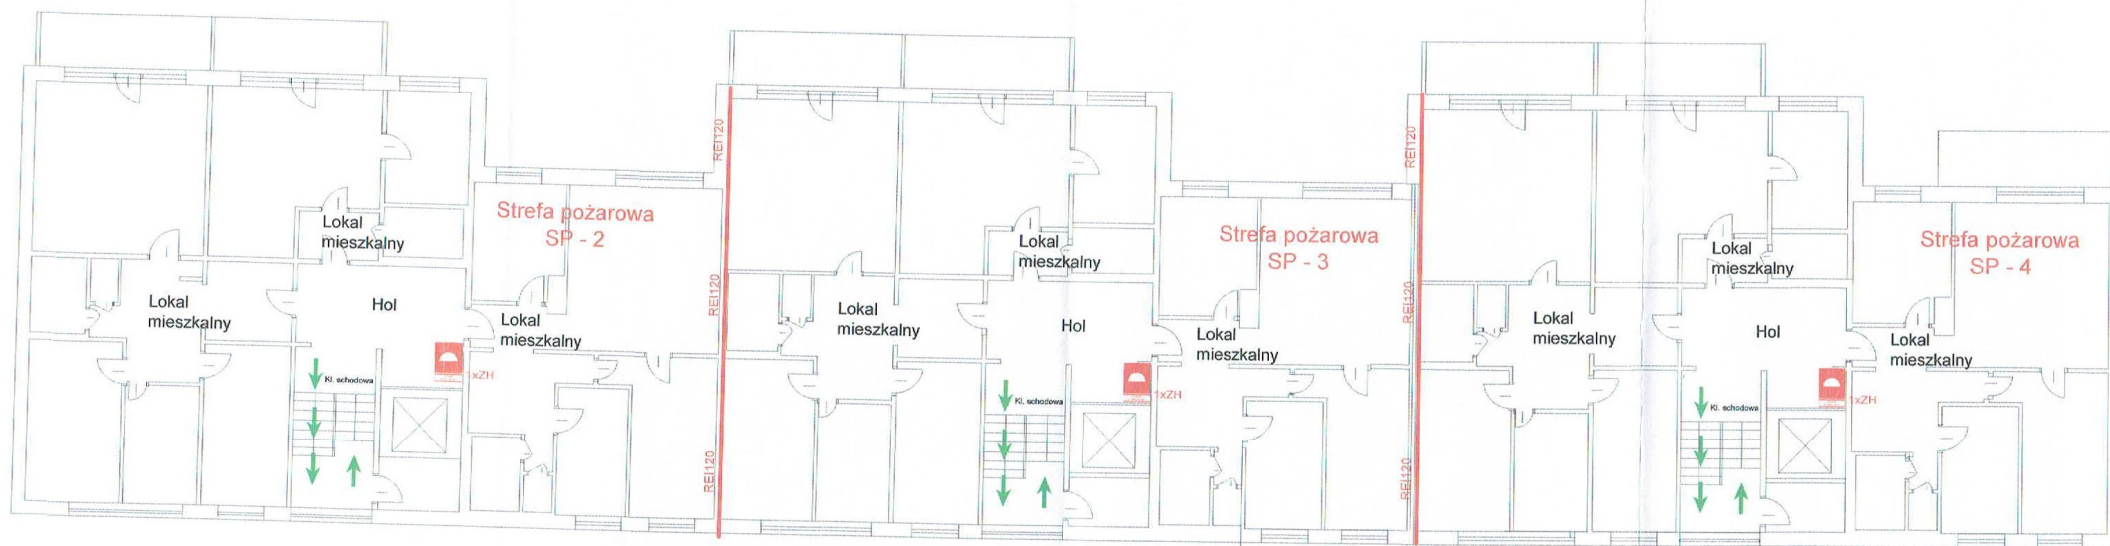 REI120
REI120
REI120
Strefa pożarowa
SP - 2
Lokal
mieszkalny
Lokal
mieszkalny
Hol
Lokal
mieszkalny
1xZH
Kl. schodowa
REI120
REI120
REI120
Strefa pożarowa
SP - 3
Lokal
mieszkalny
Lokal
mieszkalny
Hol
Lokal
mieszkalny
1xZH
Kl. schodowa
Strefa pożarowa
SP - 4
Lokal
mieszkalny
Lokal
mieszkalny
Hol
Lokal
mieszkalny
1xZH
Kl. schodowa